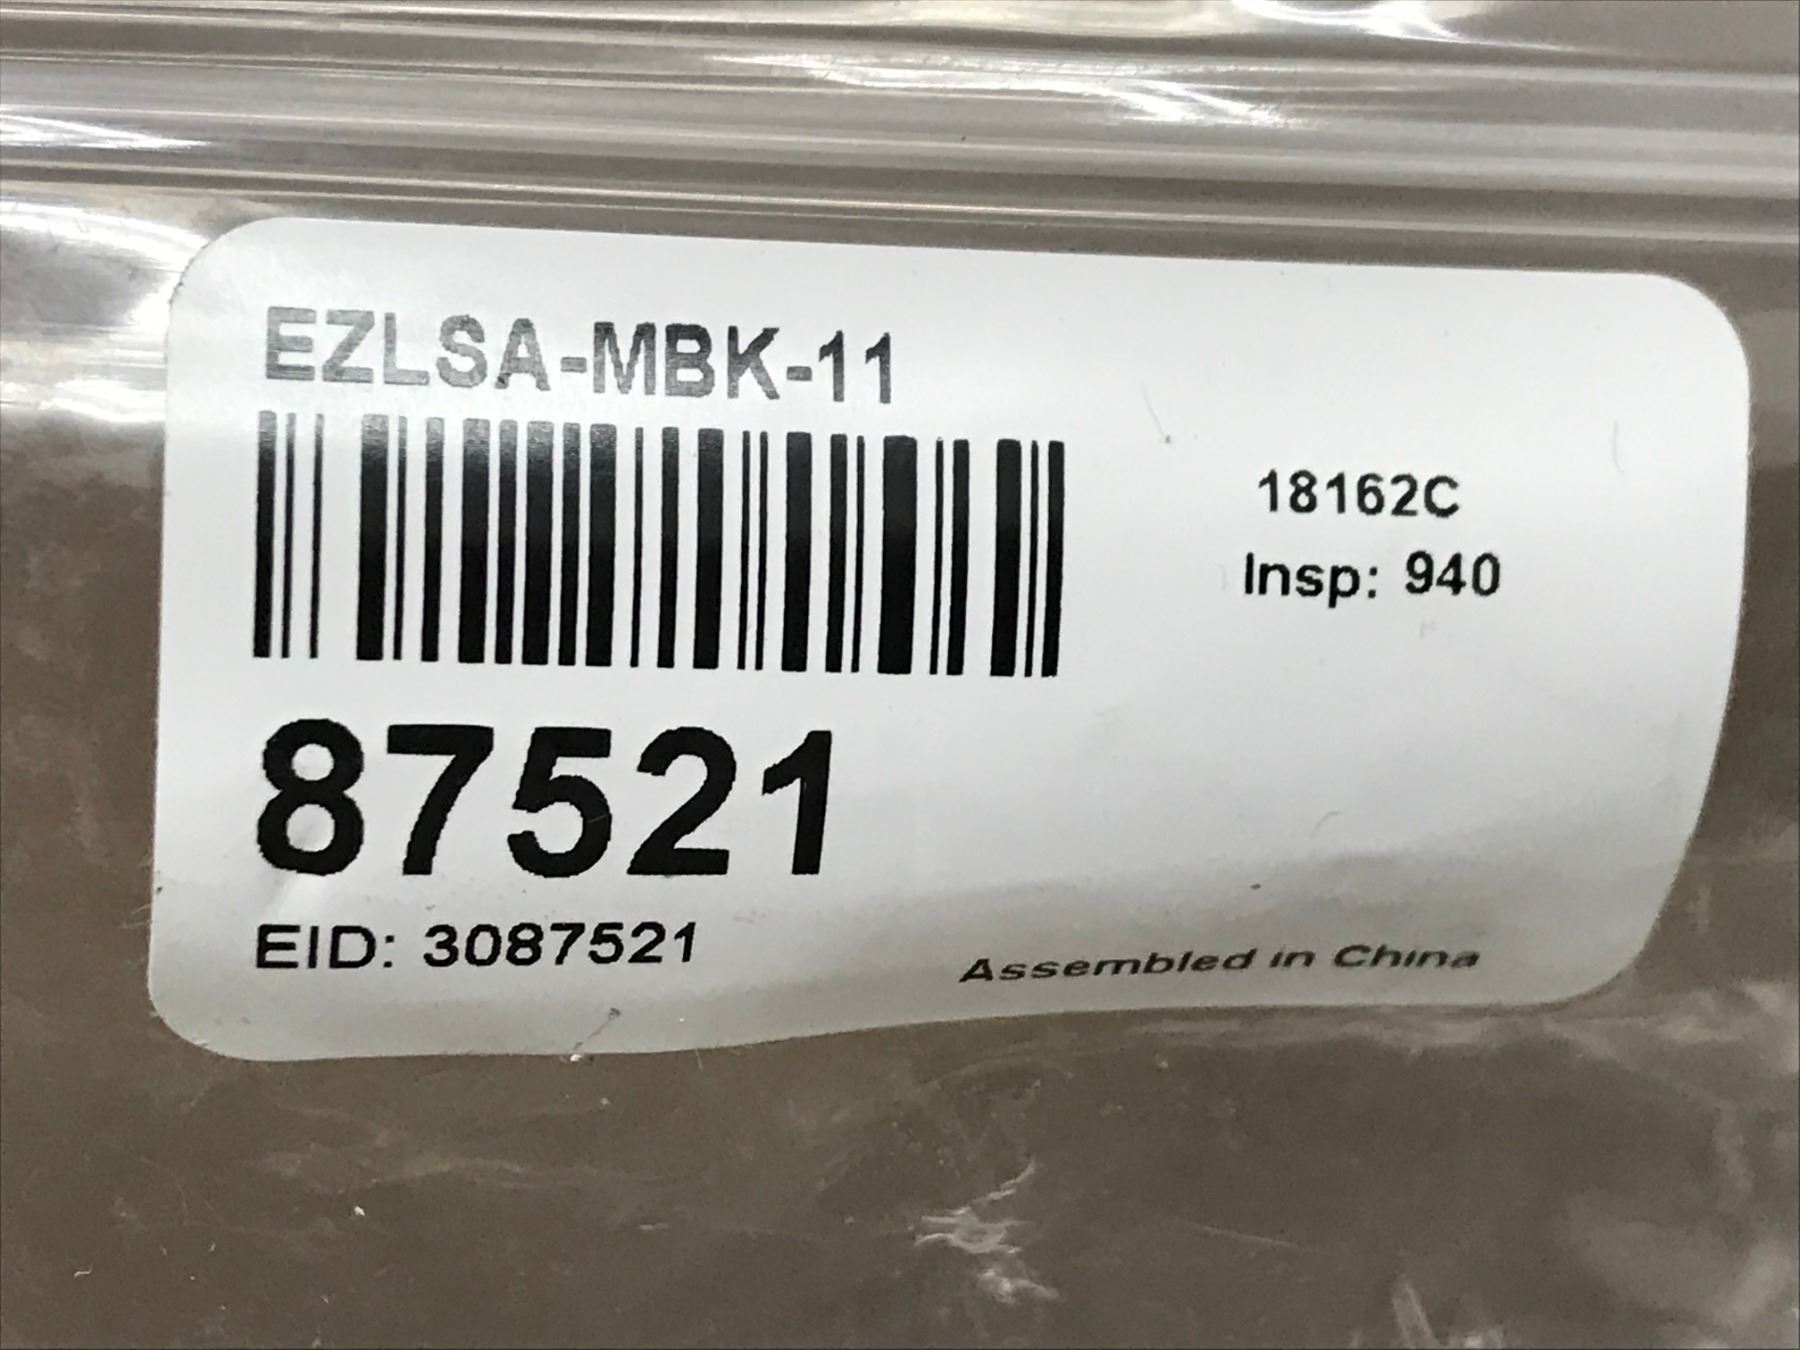 EZLSA-MBK-11
18162C
Insp: 940
87521
EID: 3087521
Assembled in China